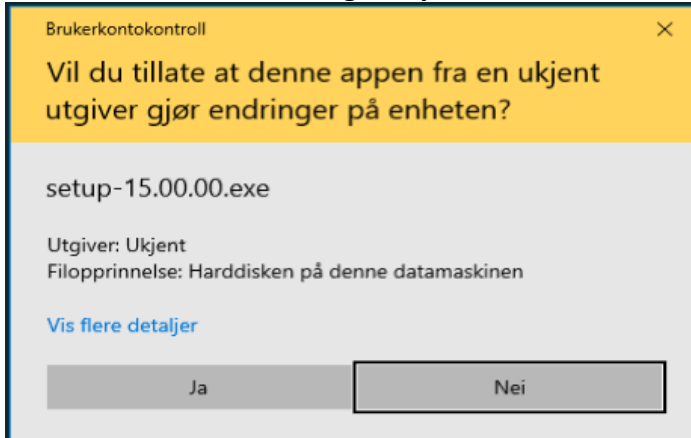 Brukerkontokontroll
Vil du tillate at denne appen fra en ukjent
utgiver gjør endringer på enheten?
setup-15.00.00.exe
Utgiver: Ukjent
Filopprinnelse: Harddisken på denne datamaskinen
Vis flere detaljer
Ja
Nei